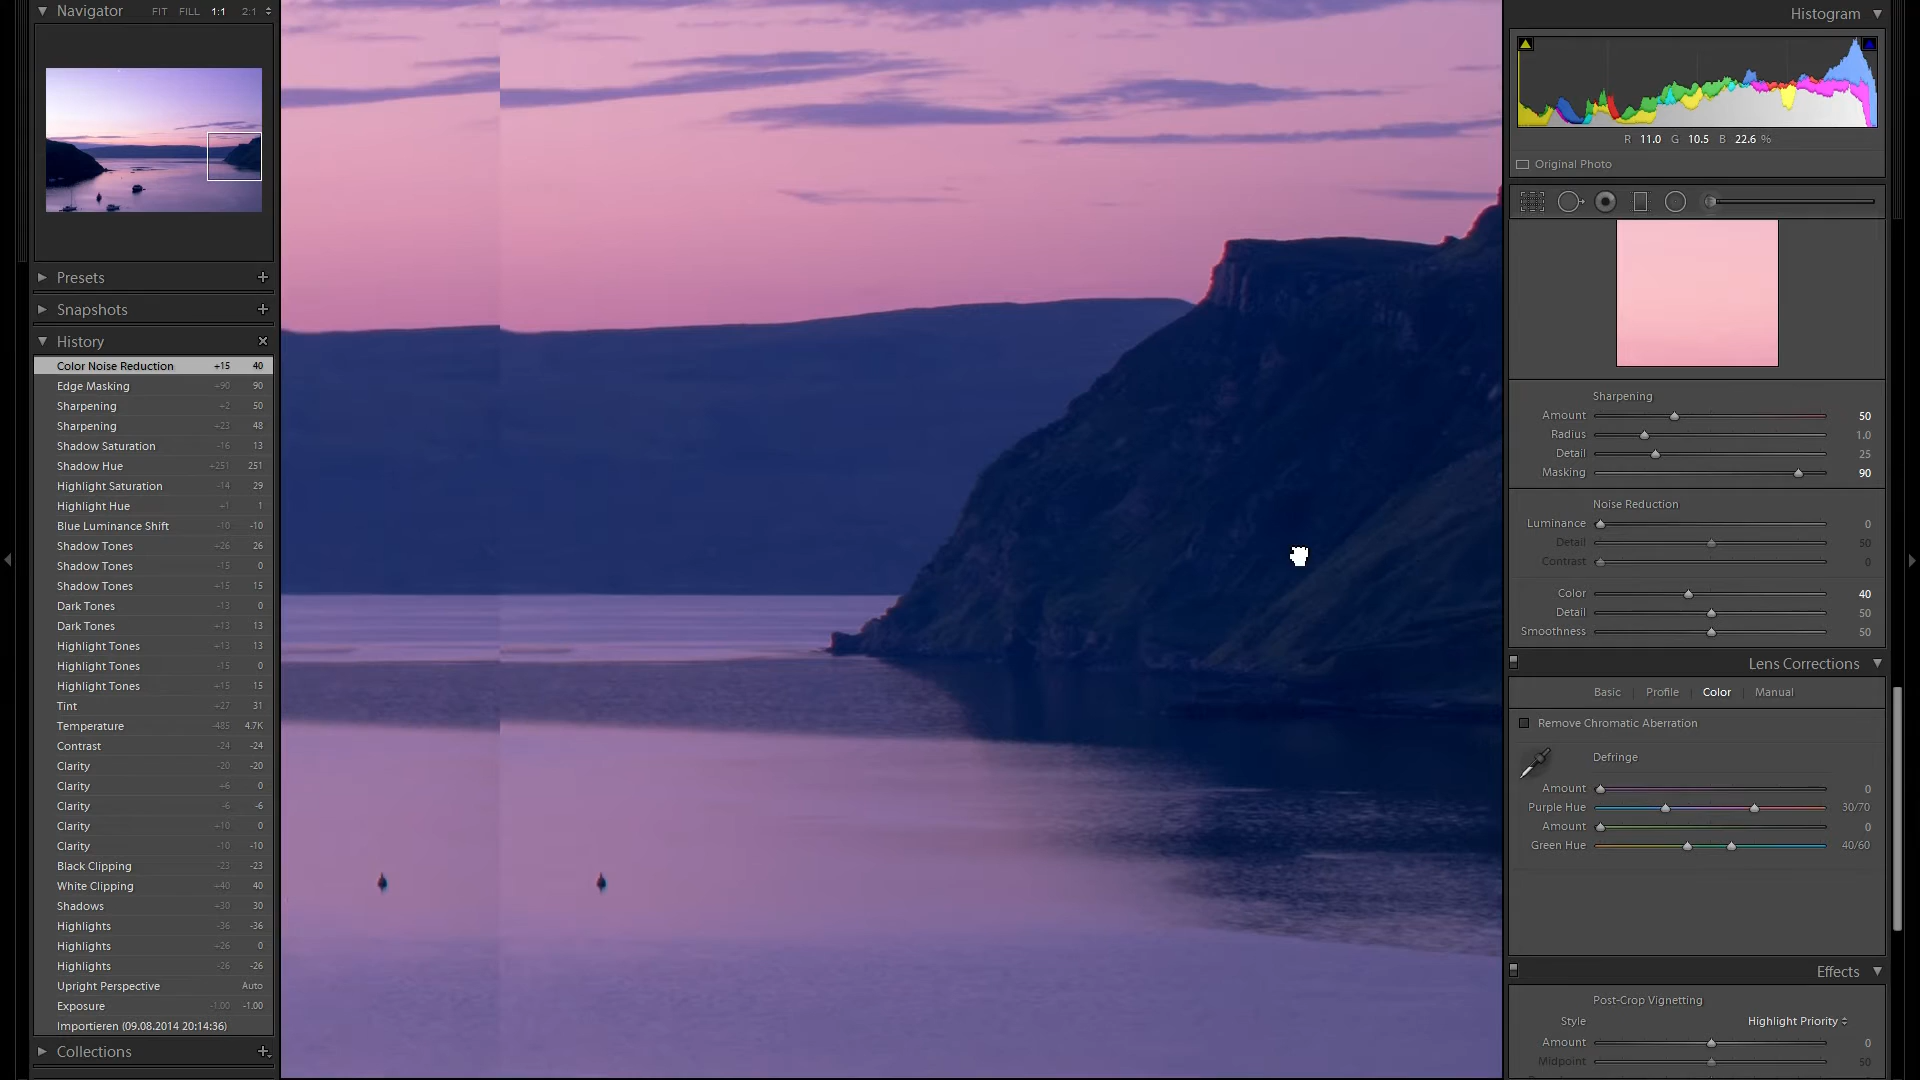 Navigator FIT FILL 1:1 2:1
Presets
Snapshots
History
Color Noise Reduction +15 40
Edge Masking +90 90
Sharpening +2 50
Sharpening +23 48
Shadow Saturation -16 13
Shadow Hue +251 251
Highlight Saturation -14 29
Highlight Hue +1 1
Blue Luminance Shift -10 -10
Shadow Tones +26 26
Shadow Tones -15 0
Shadow Tones +15 15
Dark Tones -13 0
Dark Tones +13 13
Highlight Tones +13 13
Highlight Tones -15 0
Highlight Tones +15 15
Tint +27 31
Temperature -485 4.7K
Contrast -24 -24
Clarity -20 -20
Clarity +6 0
Clarity -6 -6
Clarity +10 0
Clarity -10 -10
Black Clipping -23 -23
White Clipping +40 40
Shadows +30 30
Highlights -36 -36
Highlights +26 0
Highlights -26 -26
Upright Perspective Auto
Exposure -1.00 -1.00
Importieren (09.08.2014 20:14:36)
Collections
Histogram
R 11.0 G 10.5 B 22.6 %
Original Photo
Sharpening
Amount 50
Radius 1.0
Detail 25
Masking 90
Noise Reduction
Luminance 0
Detail 50
Contrast 0
Color 40
Detail 50
Smoothness 50
Lens Corrections
Basic | Profile | Color | Manual
Remove Chromatic Aberration
Defringe
Amount 0
Purple Hue 30/70
Amount 0
Green Hue 40/60
Effects
Post-Crop Vignetting
Style Highlight Priority
Amount 0
Midpoint 50